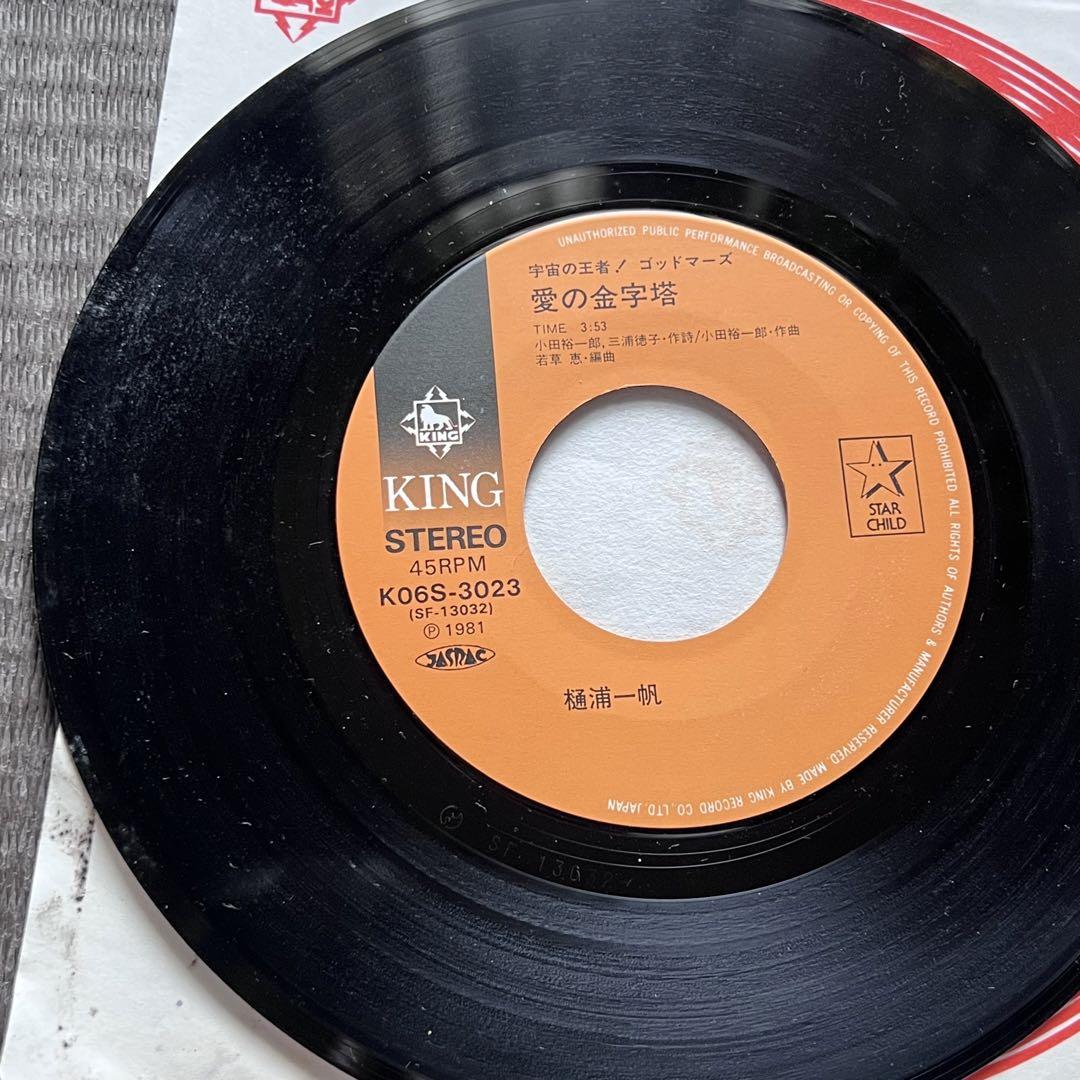 UNAUTHORIZED PUBLIC PERFORMANCE BROADCASTING OR COPYING OF THIS RECORD PROHIBITED ALL RIGHTS OF AUTHORS & MANUFACTURER RESERVED. MADE BY KING RECORD CO., LTD. JAPAN
宇宙の王者! ゴッドマーズ
愛の金字塔
TIME 3:53
小田裕一郎, 三浦徳子・作詩/小田裕一郎・作曲
若草 恵・編曲
KING
KING
STEREO
45RPM
K06S-3023
(SF-13032)
Ⓟ 1981
JASRAC
STAR
CHILD
樋浦一帆